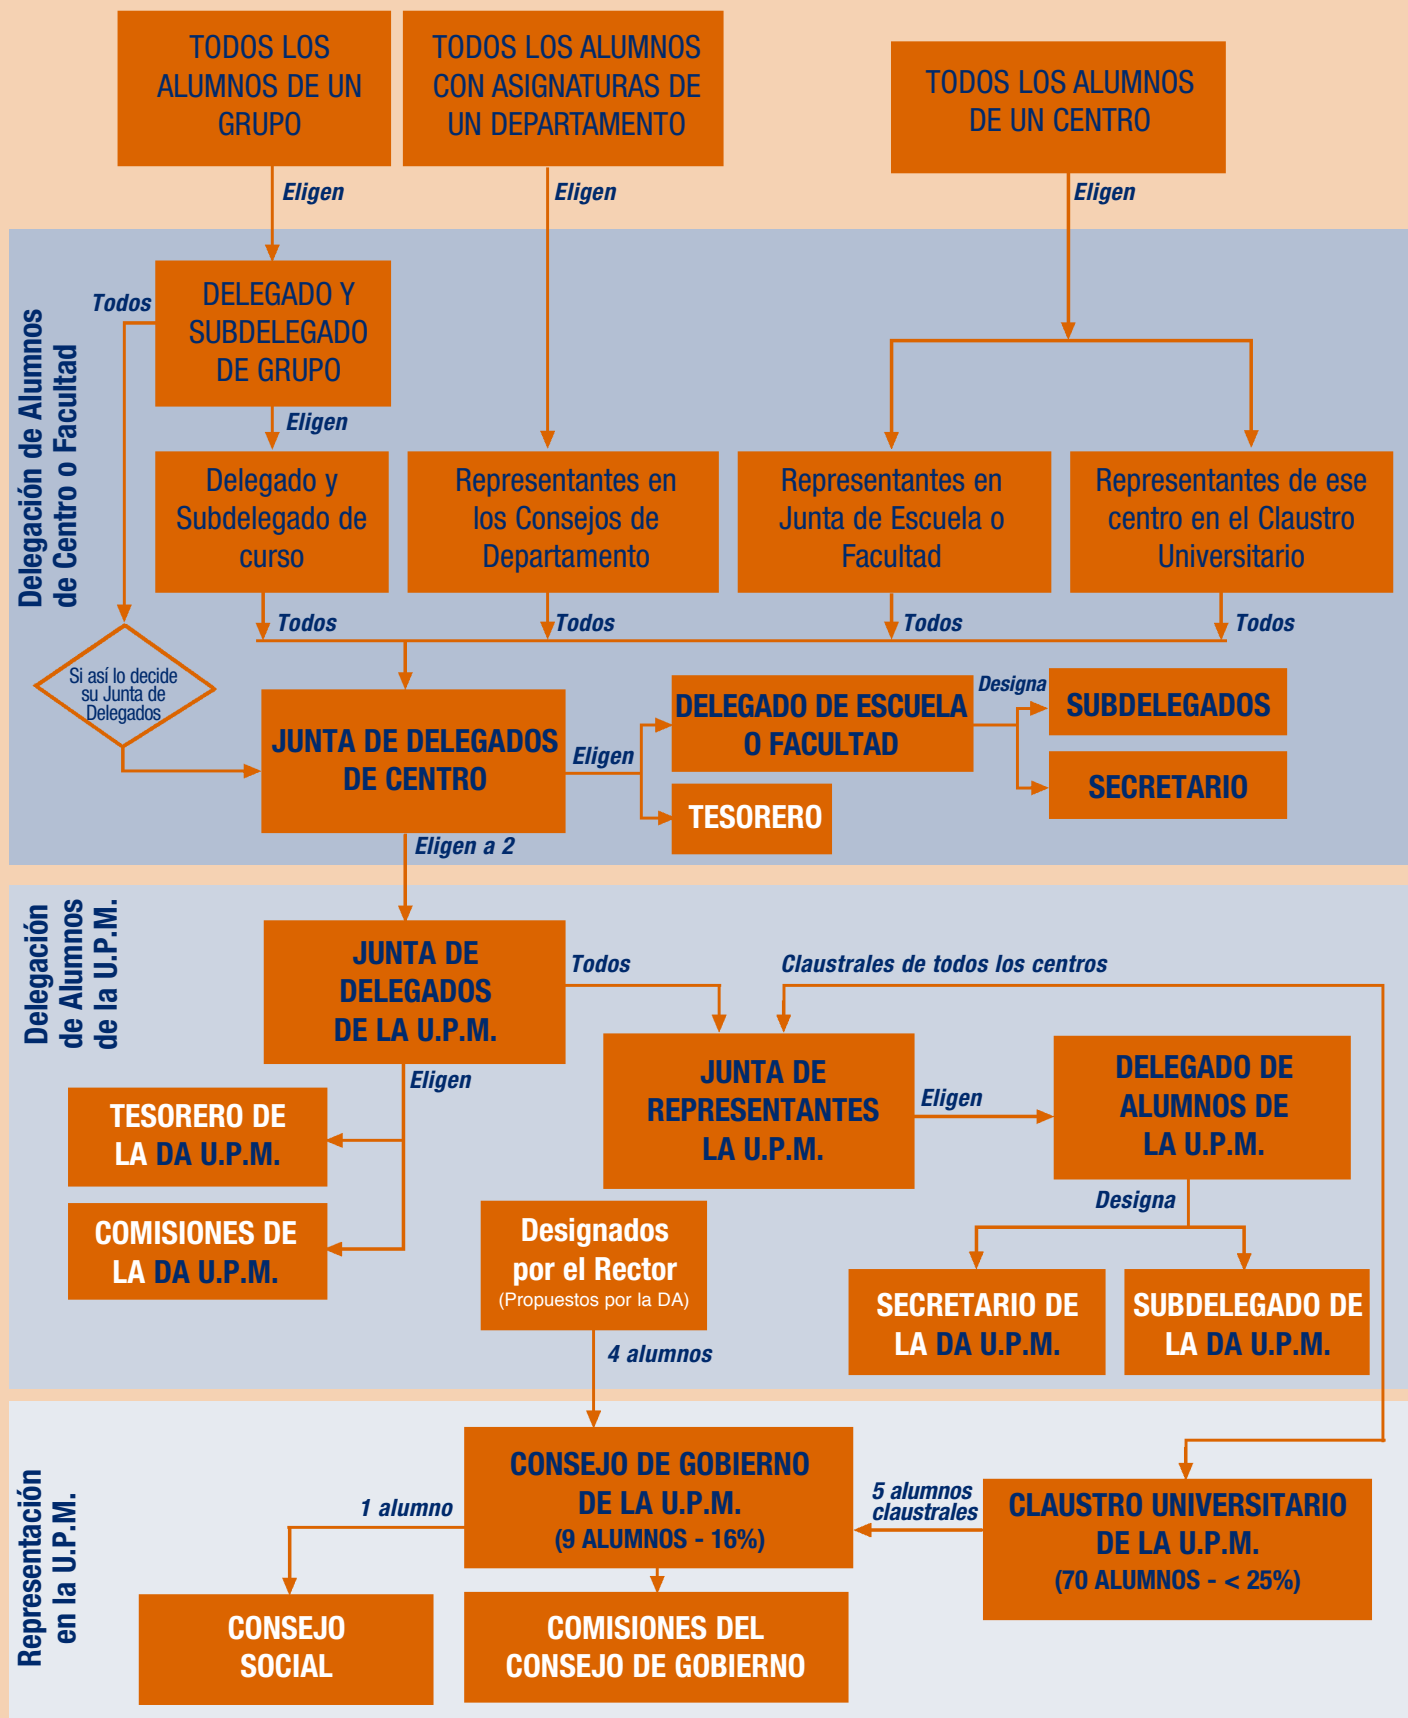 TODOS LOS
ALUMNOS DE UN
GRUPO
TODOS LOS ALUMNOS
CON ASIGNATURAS DE
UN DEPARTAMENTO
TODOS LOS ALUMNOS
DE UN CENTRO
Eligen
Eligen
Eligen
Delegación de Alumnos
de Centro o Facultad
Todos
DELEGADO Y
SUBDELEGADO
DE GRUPO
Eligen
Delegado y
Subdelegado de
curso
Representantes en
los Consejos de
Departamento
Representantes en
Junta de Escuela o
Facultad
Representantes de ese
centro en el Claustro
Universitario
Todos
Todos
Todos
Todos
Si así lo decide
su Junta de
Delegados
JUNTA DE DELEGADOS
DE CENTRO
Eligen
DELEGADO DE ESCUELA
O FACULTAD
TESORERO
Designa
SUBDELEGADOS
SECRETARIO
Eligen a 2
Delegación
de Alumnos
de la U.P.M.
JUNTA DE
DELEGADOS
DE LA U.P.M.
Todos
Claustrales de todos los centros
Eligen
JUNTA DE
REPRESENTANTES
LA U.P.M.
Eligen
DELEGADO DE
ALUMNOS DE
LA U.P.M.
TESORERO DE
LA DA U.P.M.
COMISIONES DE
LA DA U.P.M.
Designa
Designados
por el Rector
(Propuestos por la DA)
SECRETARIO DE
LA DA U.P.M.
SUBDELEGADO DE
LA DA U.P.M.
4 alumnos
Representación
en la U.P.M.
CONSEJO DE GOBIERNO
DE LA U.P.M.
(9 ALUMNOS - 16%)
1 alumno
5 alumnos
claustrales
CLAUSTRO UNIVERSITARIO
DE LA U.P.M.
(70 ALUMNOS - < 25%)
CONSEJO
SOCIAL
COMISIONES DEL
CONSEJO DE GOBIERNO